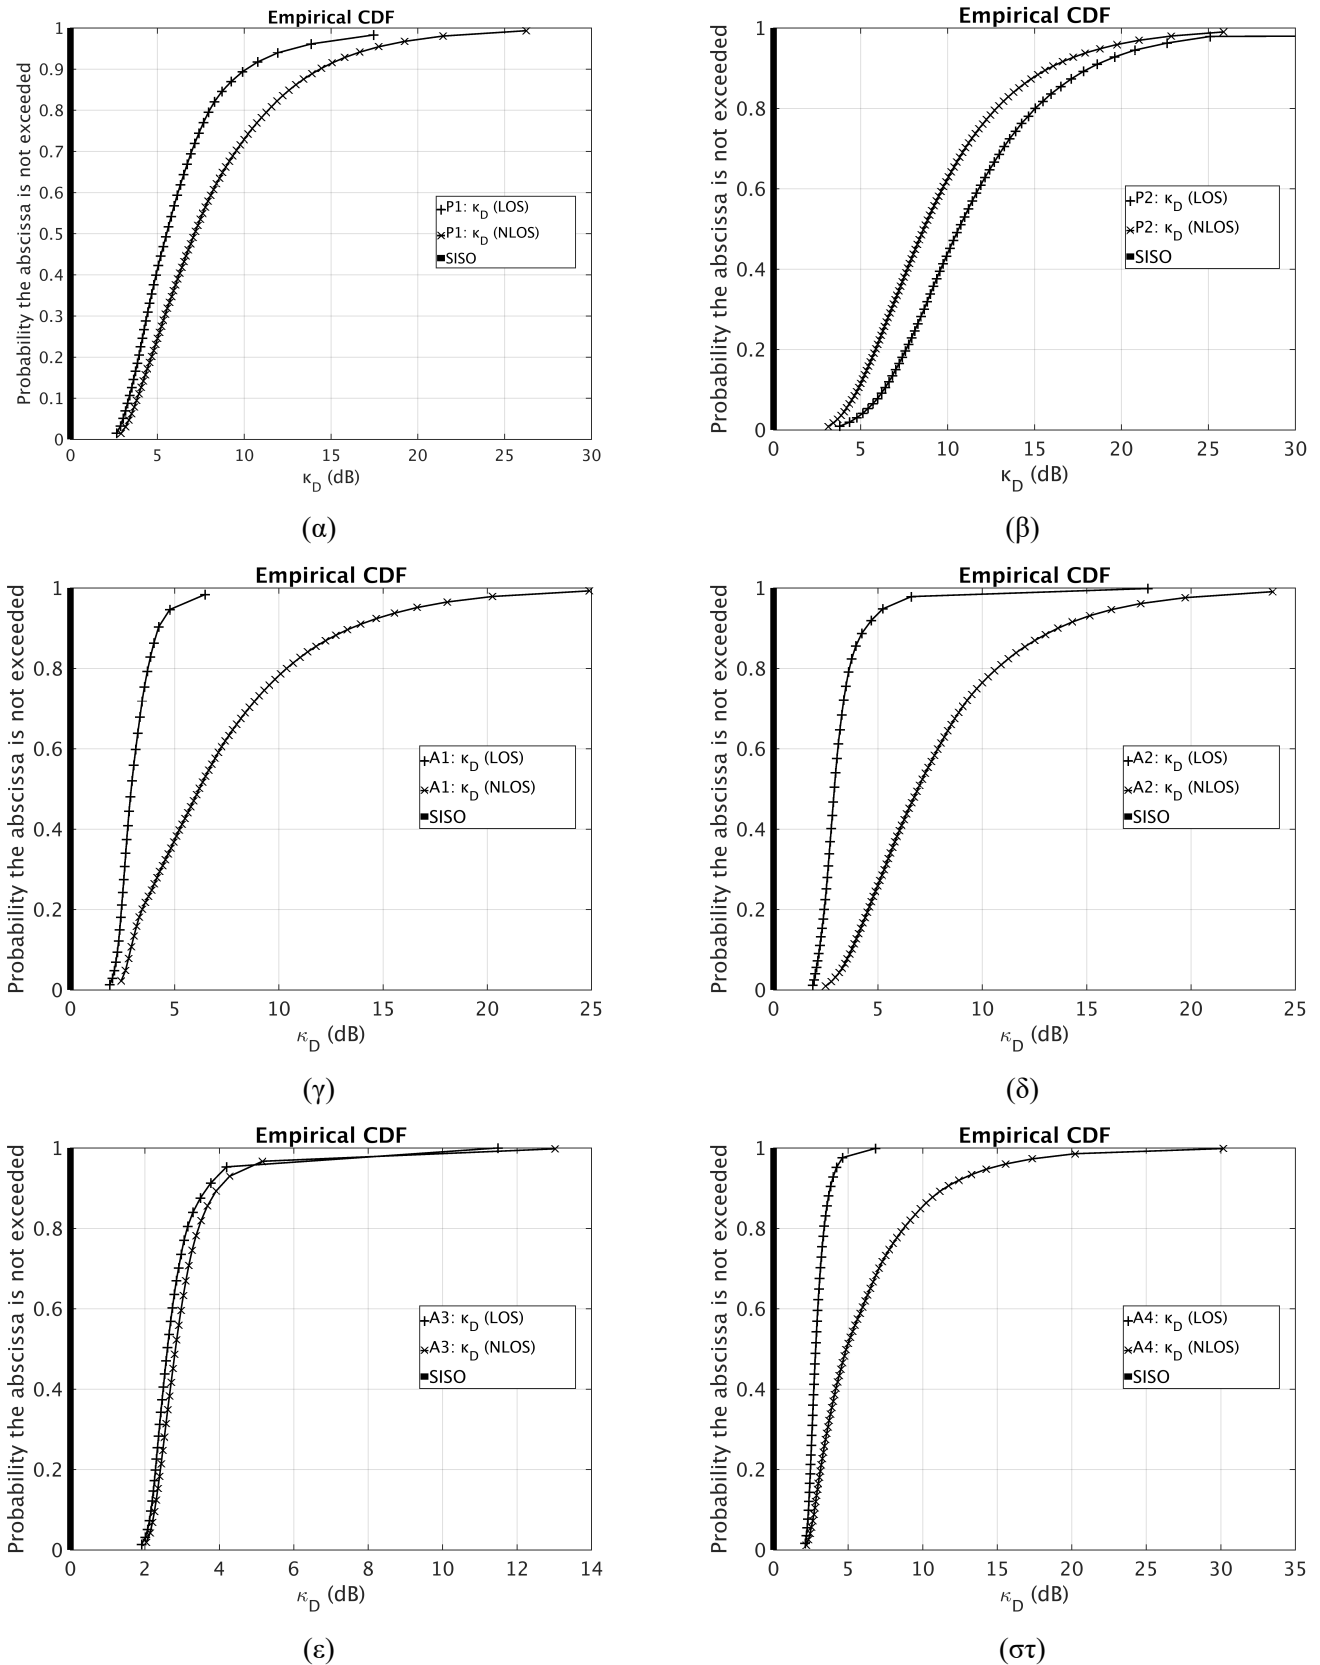 Empirical CDF
Probability the abscissa is not exceeded
1
0.9
0.8
0.7
0.6
0.5
0.4
0.3
0.2
0.1
0
0 5 10 15 20 25 30
κD (dB)
P1: κD (LOS)
P1: κD (NLOS)
SISO
(α)
Empirical CDF
Probability the abscissa is not exceeded
1
0.8
0.6
0.4
0.2
0
0 5 10 15 20 25 30
κD (dB)
P2: κD (LOS)
P2: κD (NLOS)
SISO
(β)
Empirical CDF
Probability the abscissa is not exceeded
1
0.8
0.6
0.4
0.2
0
0 5 10 15 20 25
κD (dB)
A1: κD (LOS)
A1: κD (NLOS)
SISO
(γ)
Empirical CDF
Probability the abscissa is not exceeded
1
0.8
0.6
0.4
0.2
0
0 5 10 15 20 25
κD (dB)
A2: κD (LOS)
A2: κD (NLOS)
SISO
(δ)
Empirical CDF
Probability the abscissa is not exceeded
1
0.8
0.6
0.4
0.2
0
0 2 4 6 8 10 12 14
κD (dB)
A3: κD (LOS)
A3: κD (NLOS)
SISO
(ε)
Empirical CDF
Probability the abscissa is not exceeded
1
0.8
0.6
0.4
0.2
0
0 5 10 15 20 25 30 35
κD (dB)
A4: κD (LOS)
A4: κD (NLOS)
SISO
(στ)